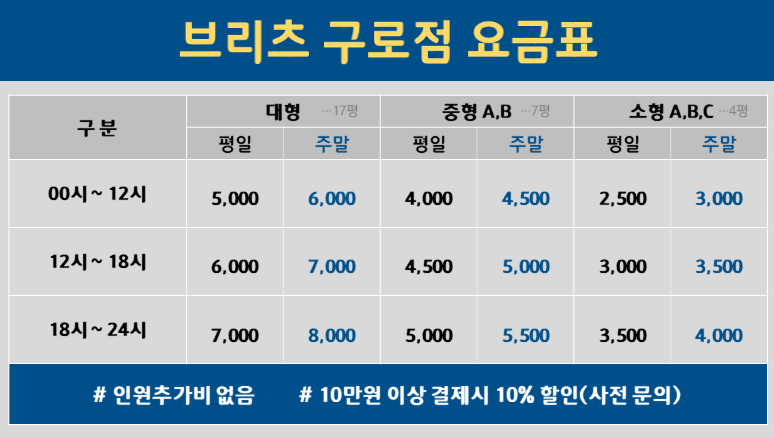 브리츠 구로점 요금표
구 분 대형 …17평 중형 A,B …7평 소형 A,B,C …4평
평일 주말 평일 주말 평일 주말
00시 ~ 12시 5,000 6,000 4,000 4,500 2,500 3,000
12시 ~ 18시 6,000 7,000 4,500 5,000 3,000 3,500
18시 ~ 24시 7,000 8,000 5,000 5,500 3,500 4,000
# 인원추가비 없음 # 10만원 이상 결제시 10% 할인(사전 문의)